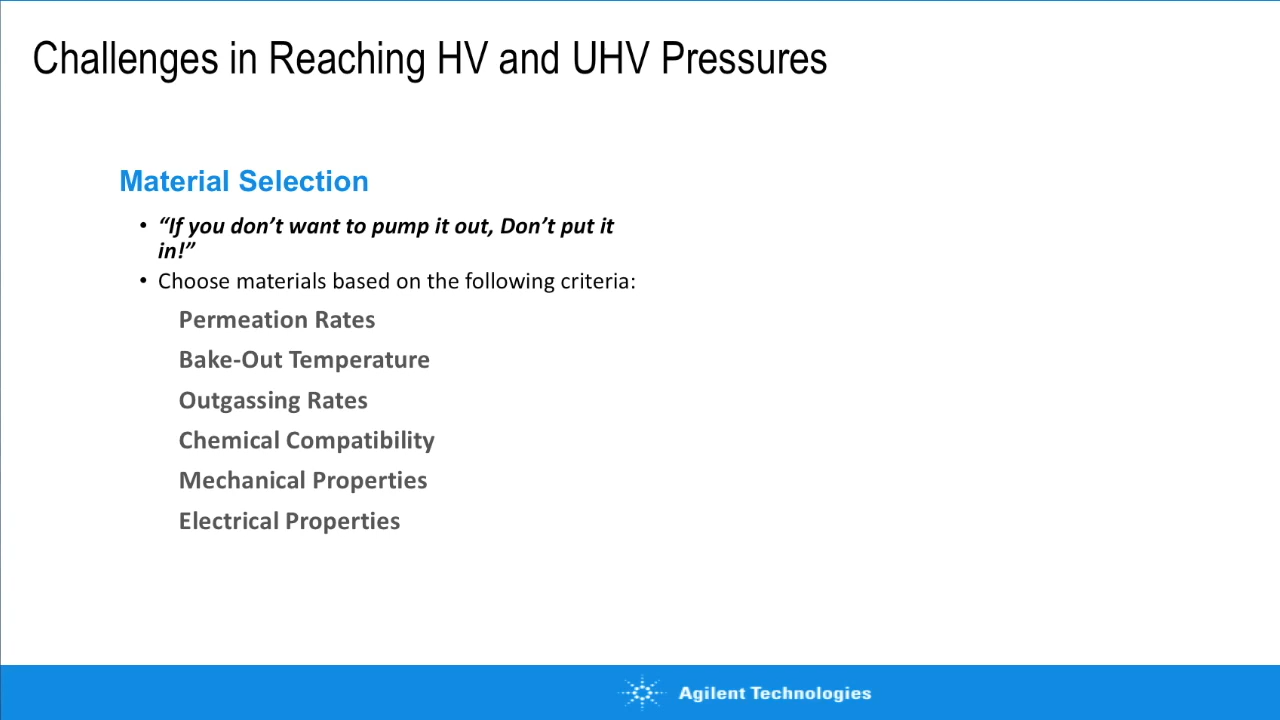 Challenges in Reaching HV and UHV Pressures
Material Selection
• “If you don’t want to pump it out, Don’t put it
in!”
• Choose materials based on the following criteria:
Permeation Rates
Bake-Out Temperature
Outgassing Rates
Chemical Compatibility
Mechanical Properties
Electrical Properties
Agilent Technologies